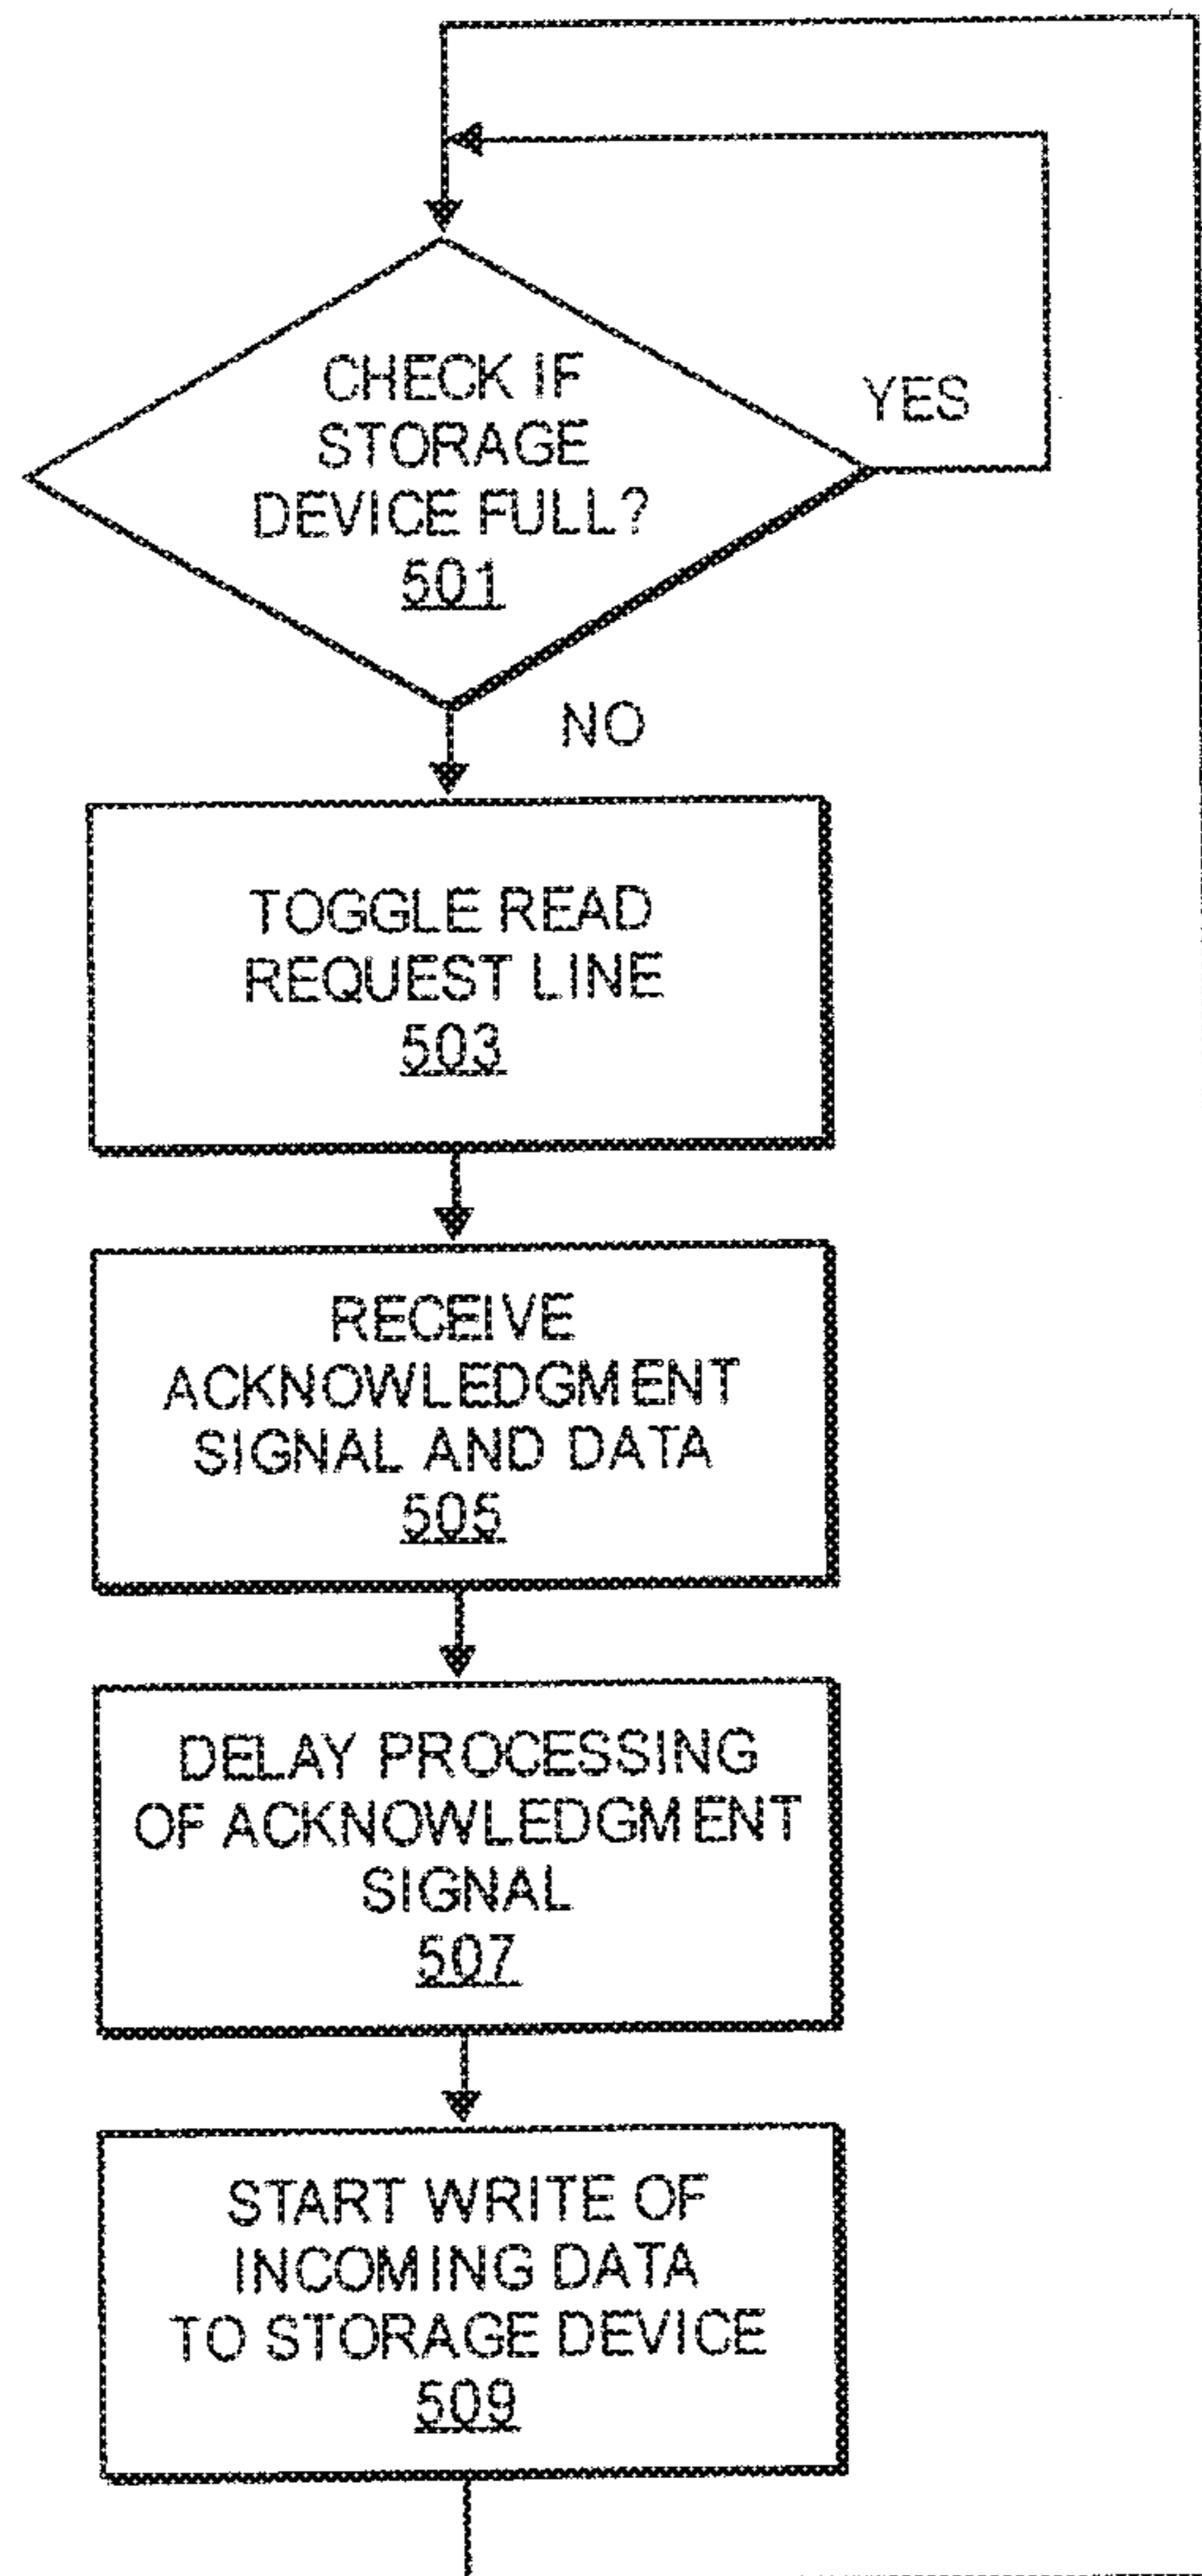 CHECK IF
STORAGE
DEVICE FULL?
501
YES
NO
TOGGLE READ
REQUEST LINE
503
RECEIVE
ACKNOWLEDGMENT
SIGNAL AND DATA
505
DELAY PROCESSING
OF ACKNOWLEDGMENT
SIGNAL
507
START WRITE OF
INCOMING DATA
TO STORAGE DEVICE
509